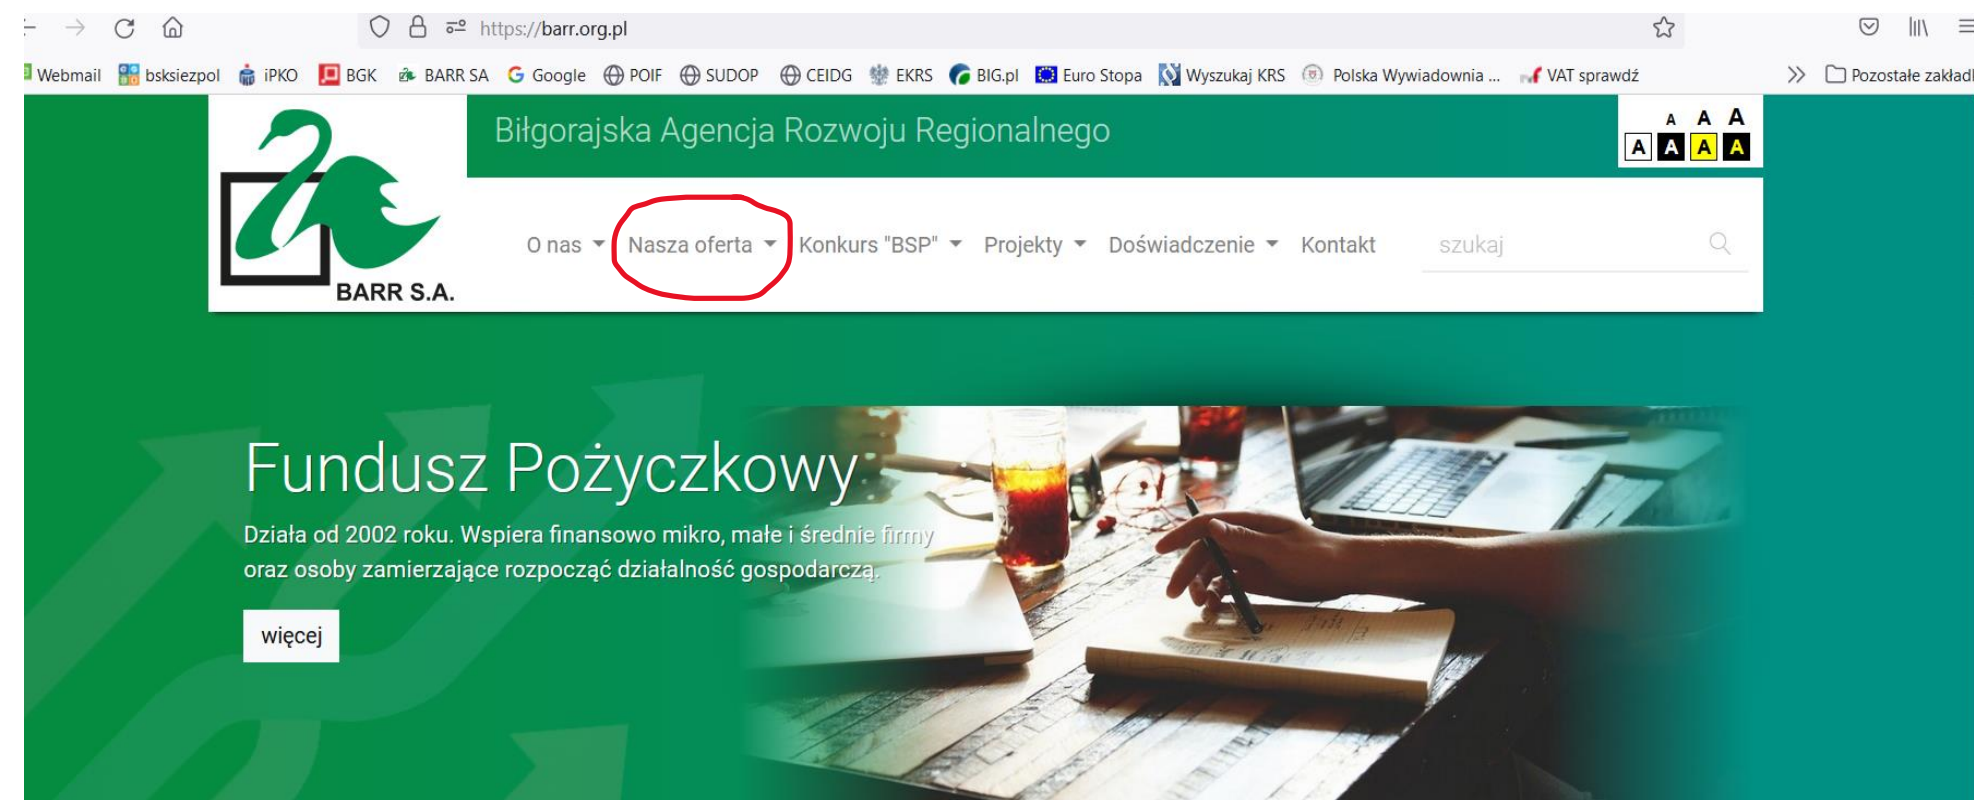 https://barr.org.pl
Webmail bsksiezpol iPKO BGK BARR SA Google POIF SUDOP CEIDG EKRS BIG.pl Euro Stopa Wyszukaj KRS Polska Wywiadownia ... VAT sprawdź Pozostałe zakład
Biłgorajska Agencja Rozwoju Regionalnego
A A A
A A A A
O nas Nasza oferta Konkurs "BSP" Projekty Doświadczenie Kontakt szukaj
BARR S.A.
Fundusz Pożyczkowy
Działa od 2002 roku. Wspiera finansowo mikro, małe i średnie firmy
oraz osoby zamierzające rozpocząć działalność gospodarczą.
więcej